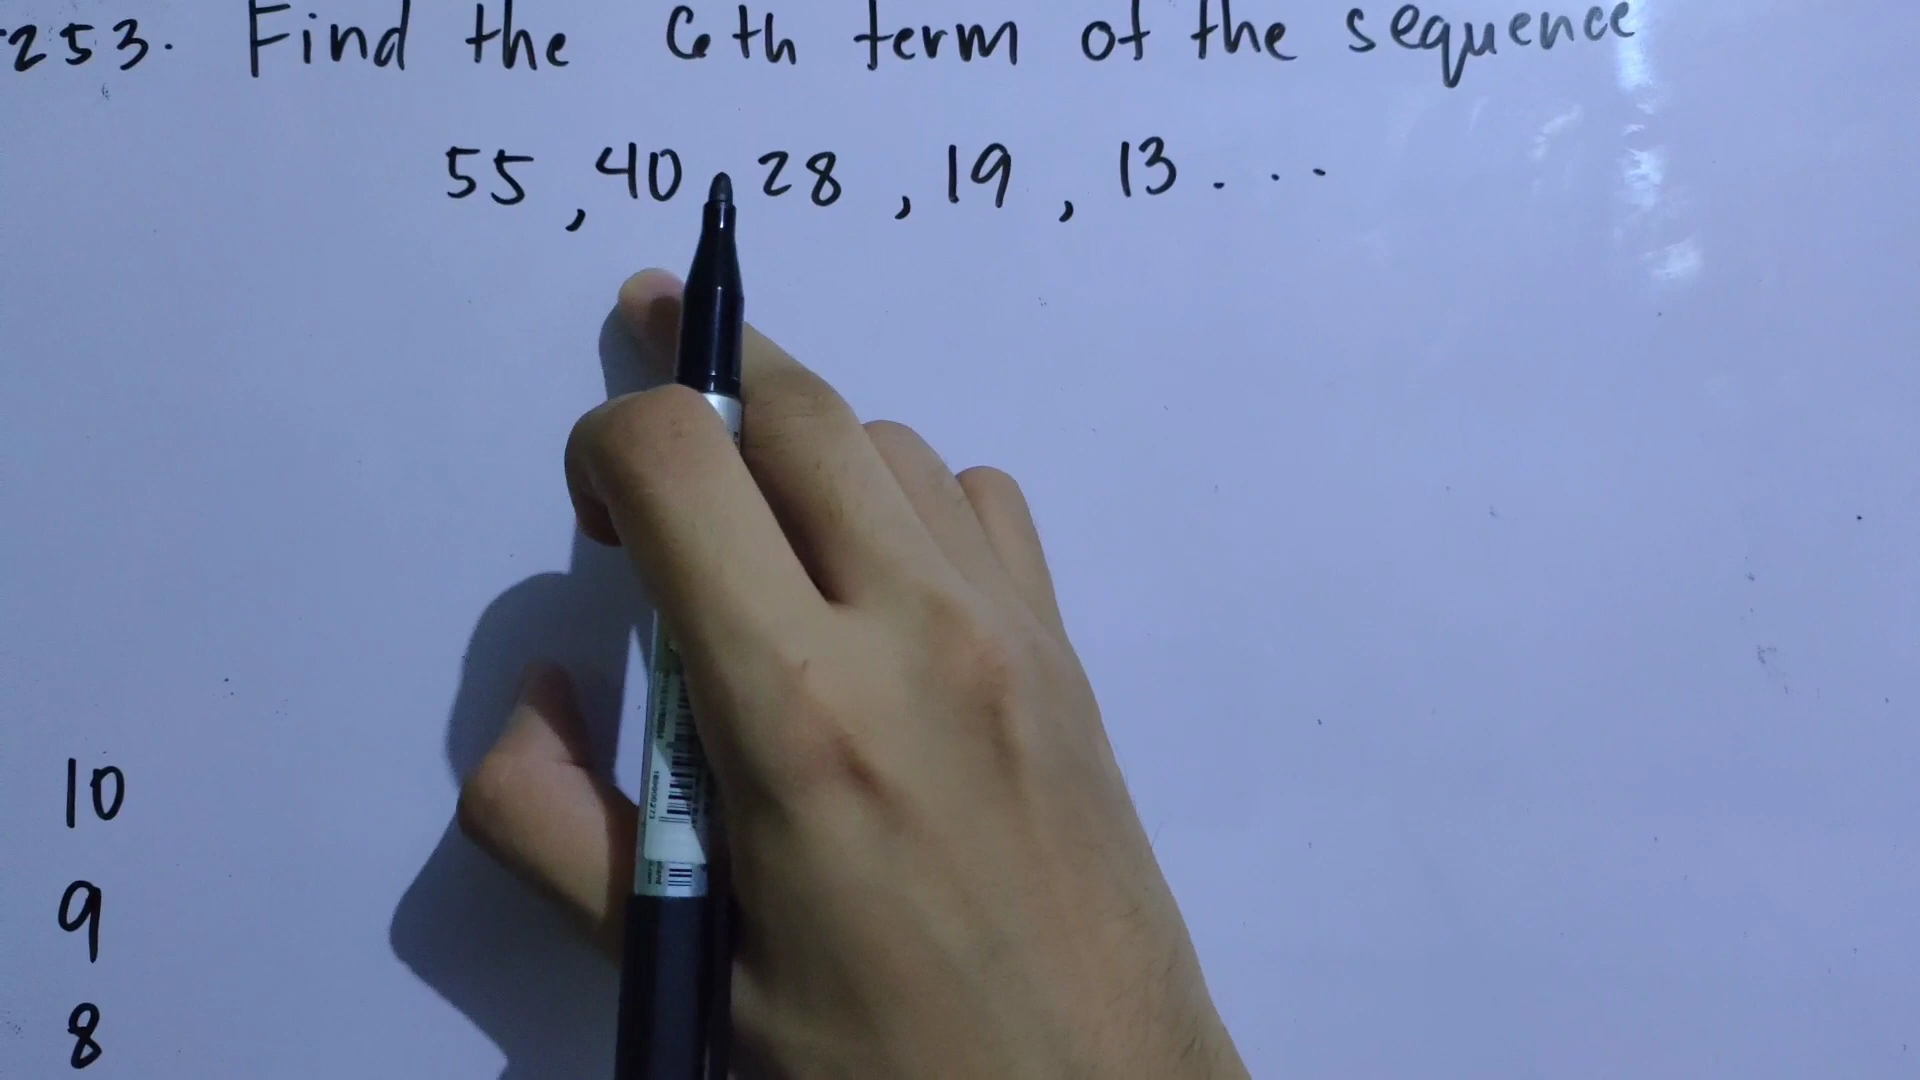 253. Find the 6th term of the sequence
55, 40, 28, 19, 13...
10
9
8